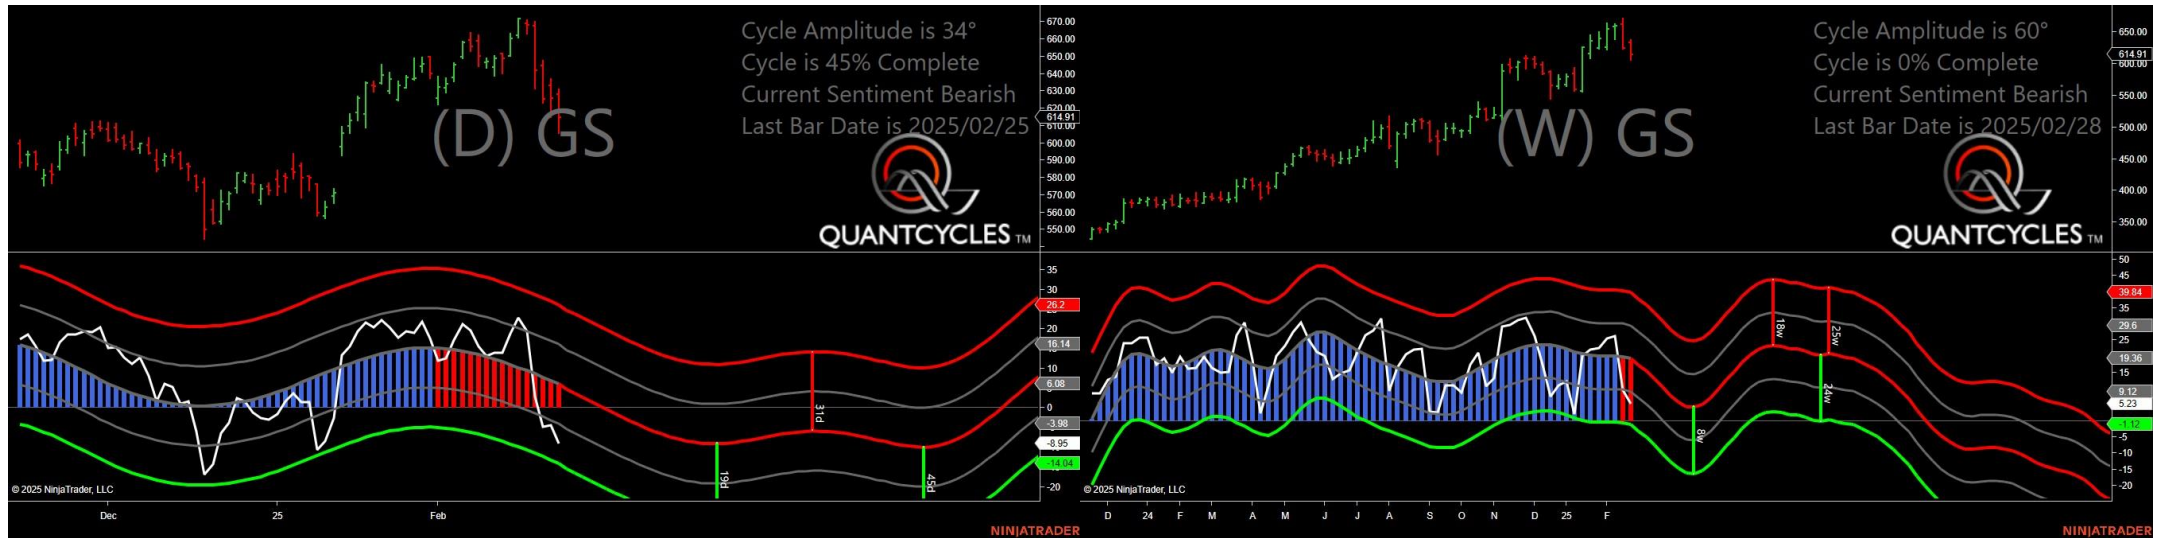 Cycle Amplitude is 34°
Cycle is 45% Complete
Current Sentiment Bearish
Last Bar Date is 2025/02/25
(D) GS
QUANTCYCLES TM
670.00
660.00
650.00
640.00
630.00
620.00
614.91
610.00
600.00
590.00
580.00
570.00
560.00
550.00
35
30
26.2
20
16.14
10
6.08
0
-3.98
-8.95
-14.04
-20
19d
31d
45d
© 2025 NinjaTrader, LLC
Dec
25
Feb
NINJATRADER
Cycle Amplitude is 60°
Cycle is 0% Complete
Current Sentiment Bearish
Last Bar Date is 2025/02/28
(W) GS
QUANTCYCLES TM
650.00
614.91
600.00
550.00
500.00
450.00
400.00
350.00
50
45
39.84
35
29.6
25
19.36
15
9.12
5.23
-1.12
-5
-10
-15
-20
8w
18w
24w
25w
© 2025 NinjaTrader, LLC
D 24 F M A M J J A S O N D 25 F
NINJATRADER